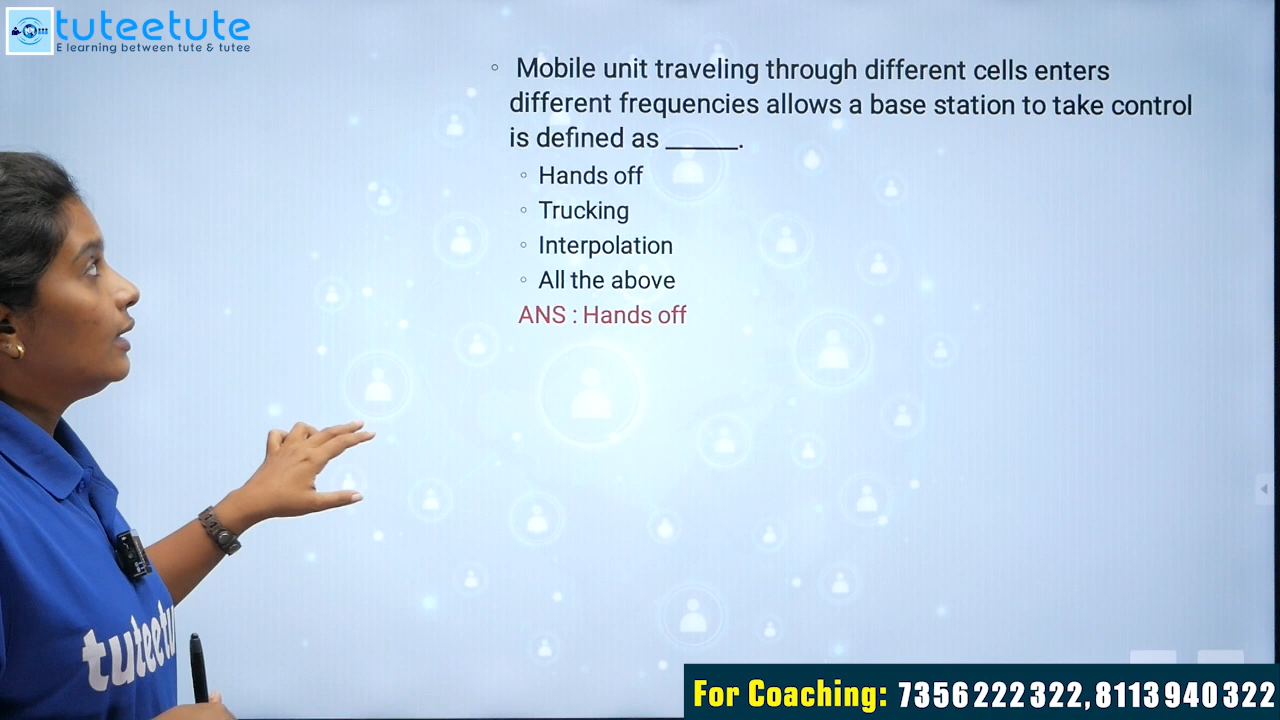 tuteetute
E learning between tute & tutee
◦ Mobile unit traveling through different cells enters
different frequencies allows a base station to take control
is defined as ______.
◦ Hands off
◦ Trucking
◦ Interpolation
◦ All the above
ANS : Hands off
tuteetu
For Coaching: 7356 222 322, 8113 940 322